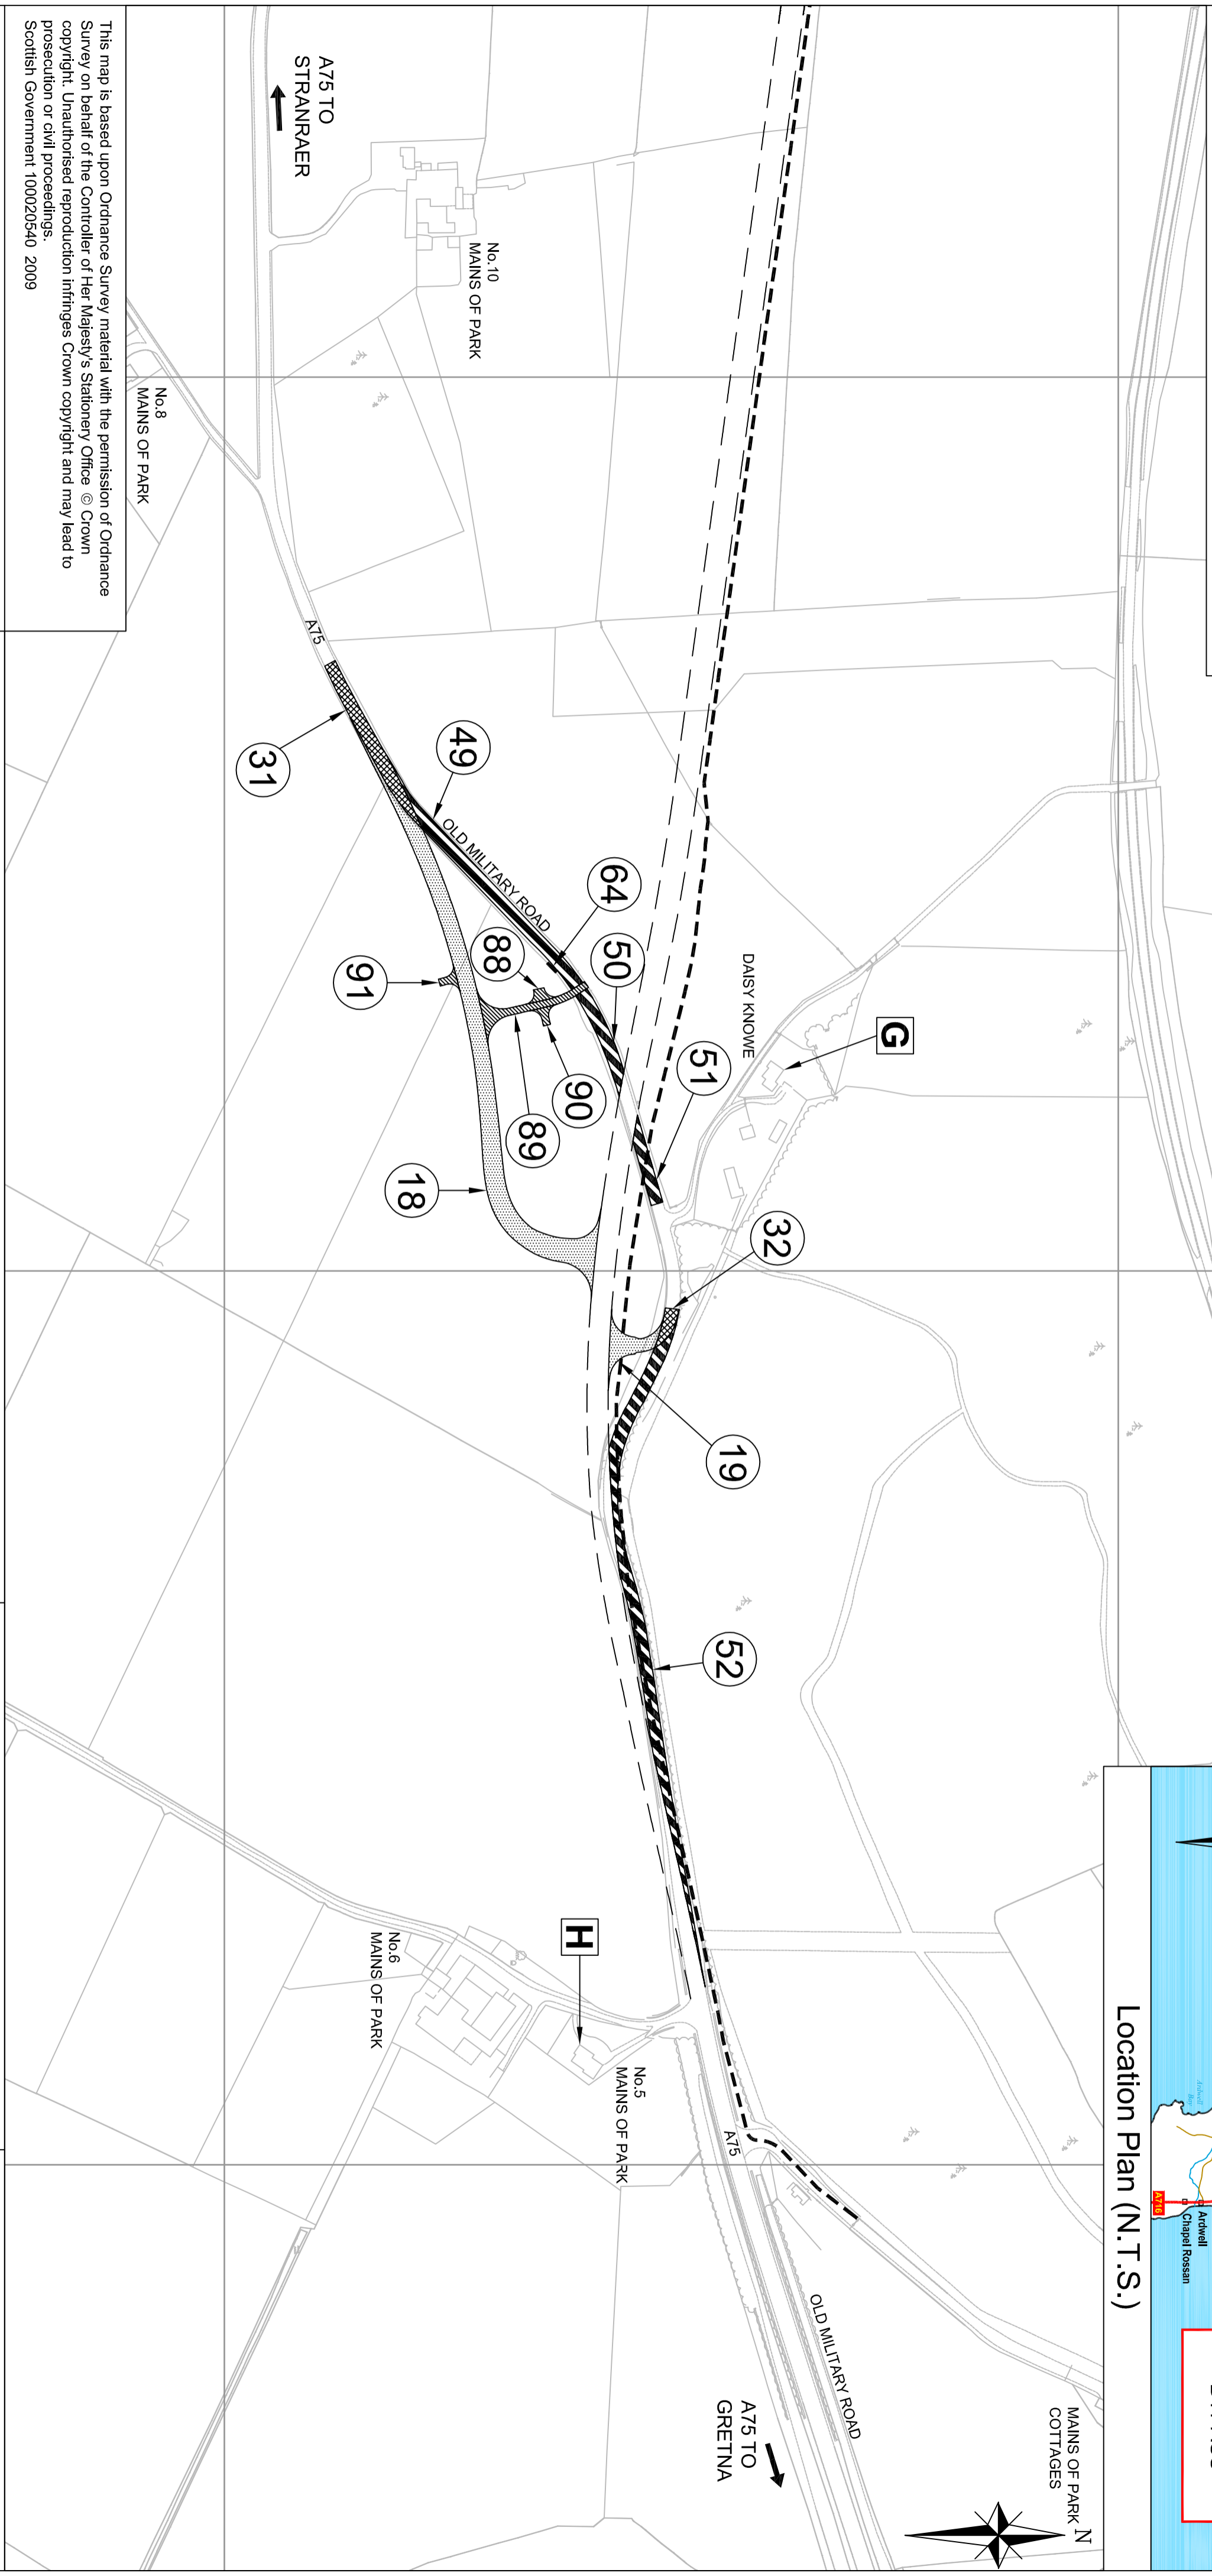 Location Plan (N.T.S.)
Ardwell
Bay
Ardwell
Chapel Rossan
A716
MAINS OF PARK
COTTAGES
N
G
DAISY KNOWE
32
51
50
64
49
OLD MILITARY ROAD
88
90
89
91
18
31
19
52
A75
OLD MILITARY ROAD
A75
A75 TO
GRETNA
No.10
MAINS OF PARK
A75 TO
STRANRAER
No.8
MAINS OF PARK
H
No.5
MAINS OF PARK
No.6
MAINS OF PARK
This map is based upon Ordnance Survey material with the permission of Ordnance
Survey on behalf of the Controller of Her Majesty's Stationery Office © Crown
copyright. Unauthorised reproduction infringes Crown copyright and may lead to
prosecution or civil proceedings.
Scottish Government 100020540 2009